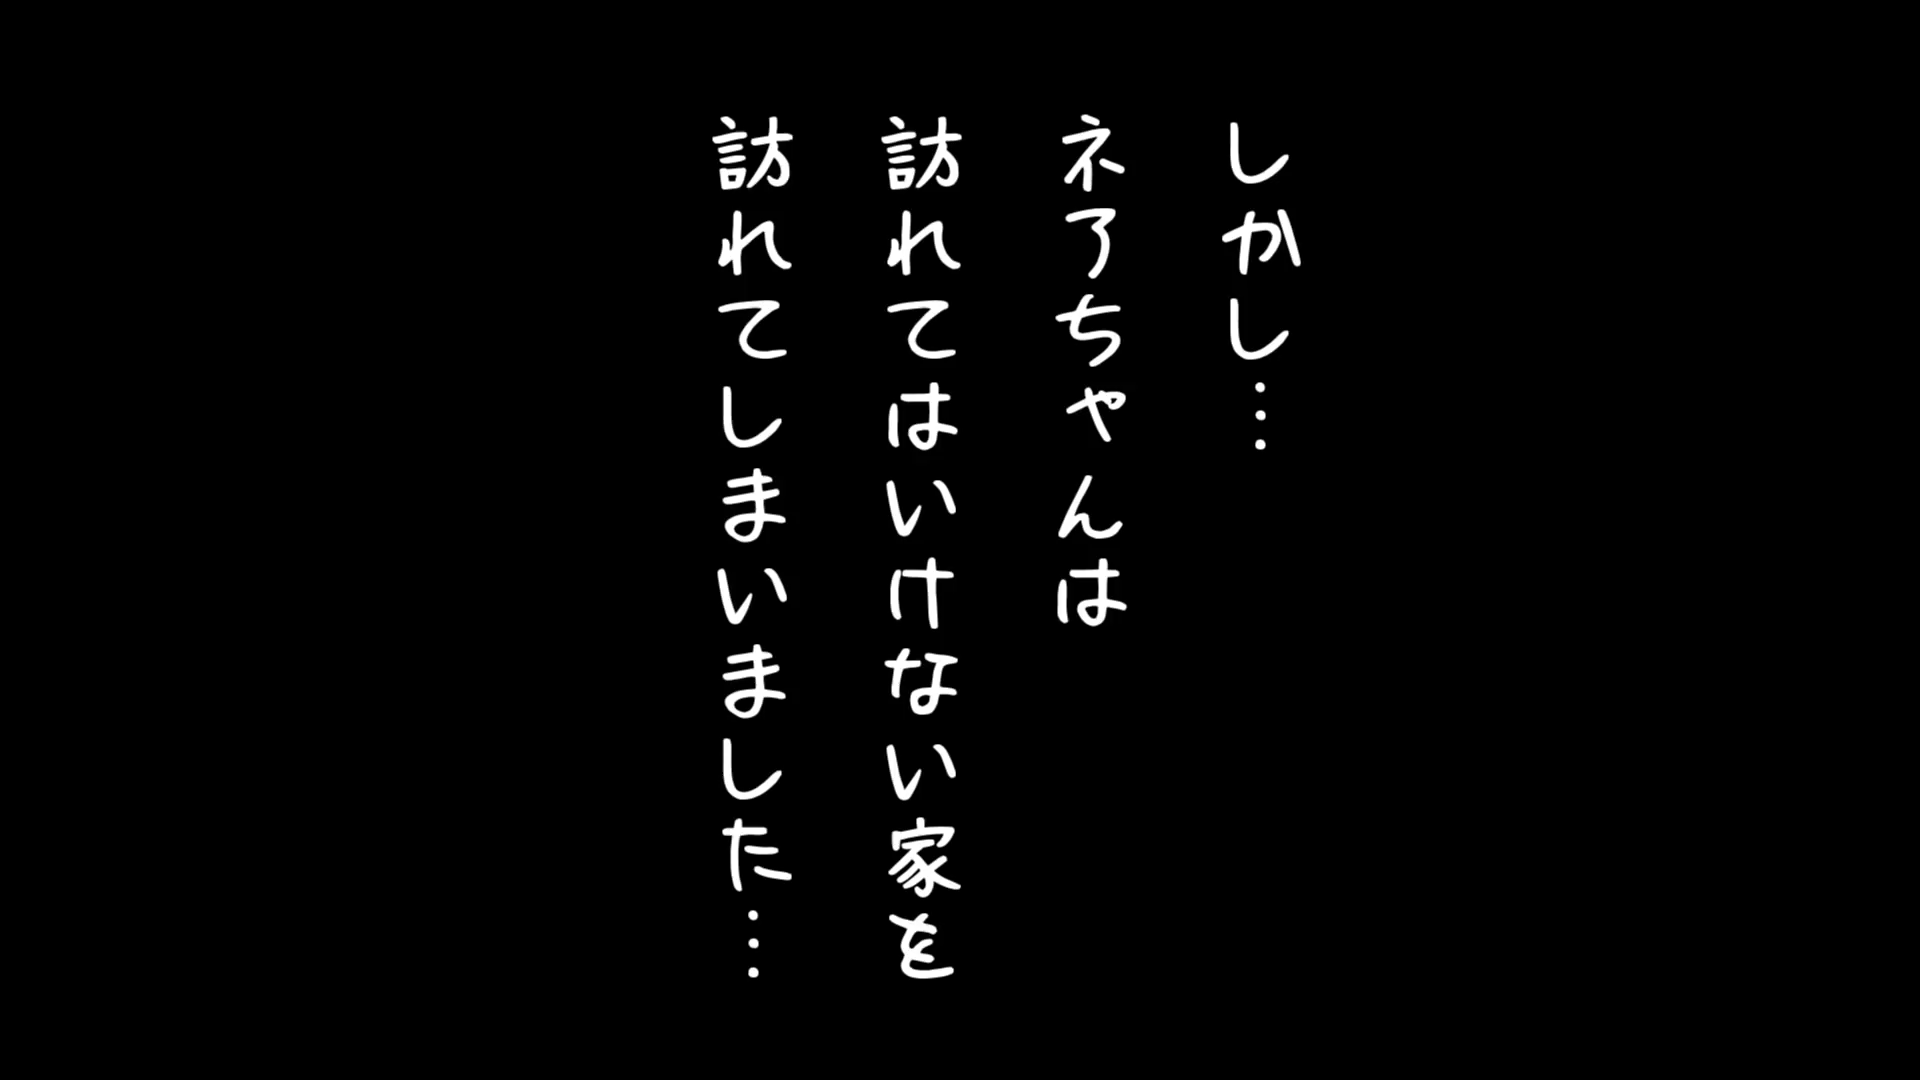 しかし…
ネアちゃんは
訪れてはいけない家を
訪れてしまいました…